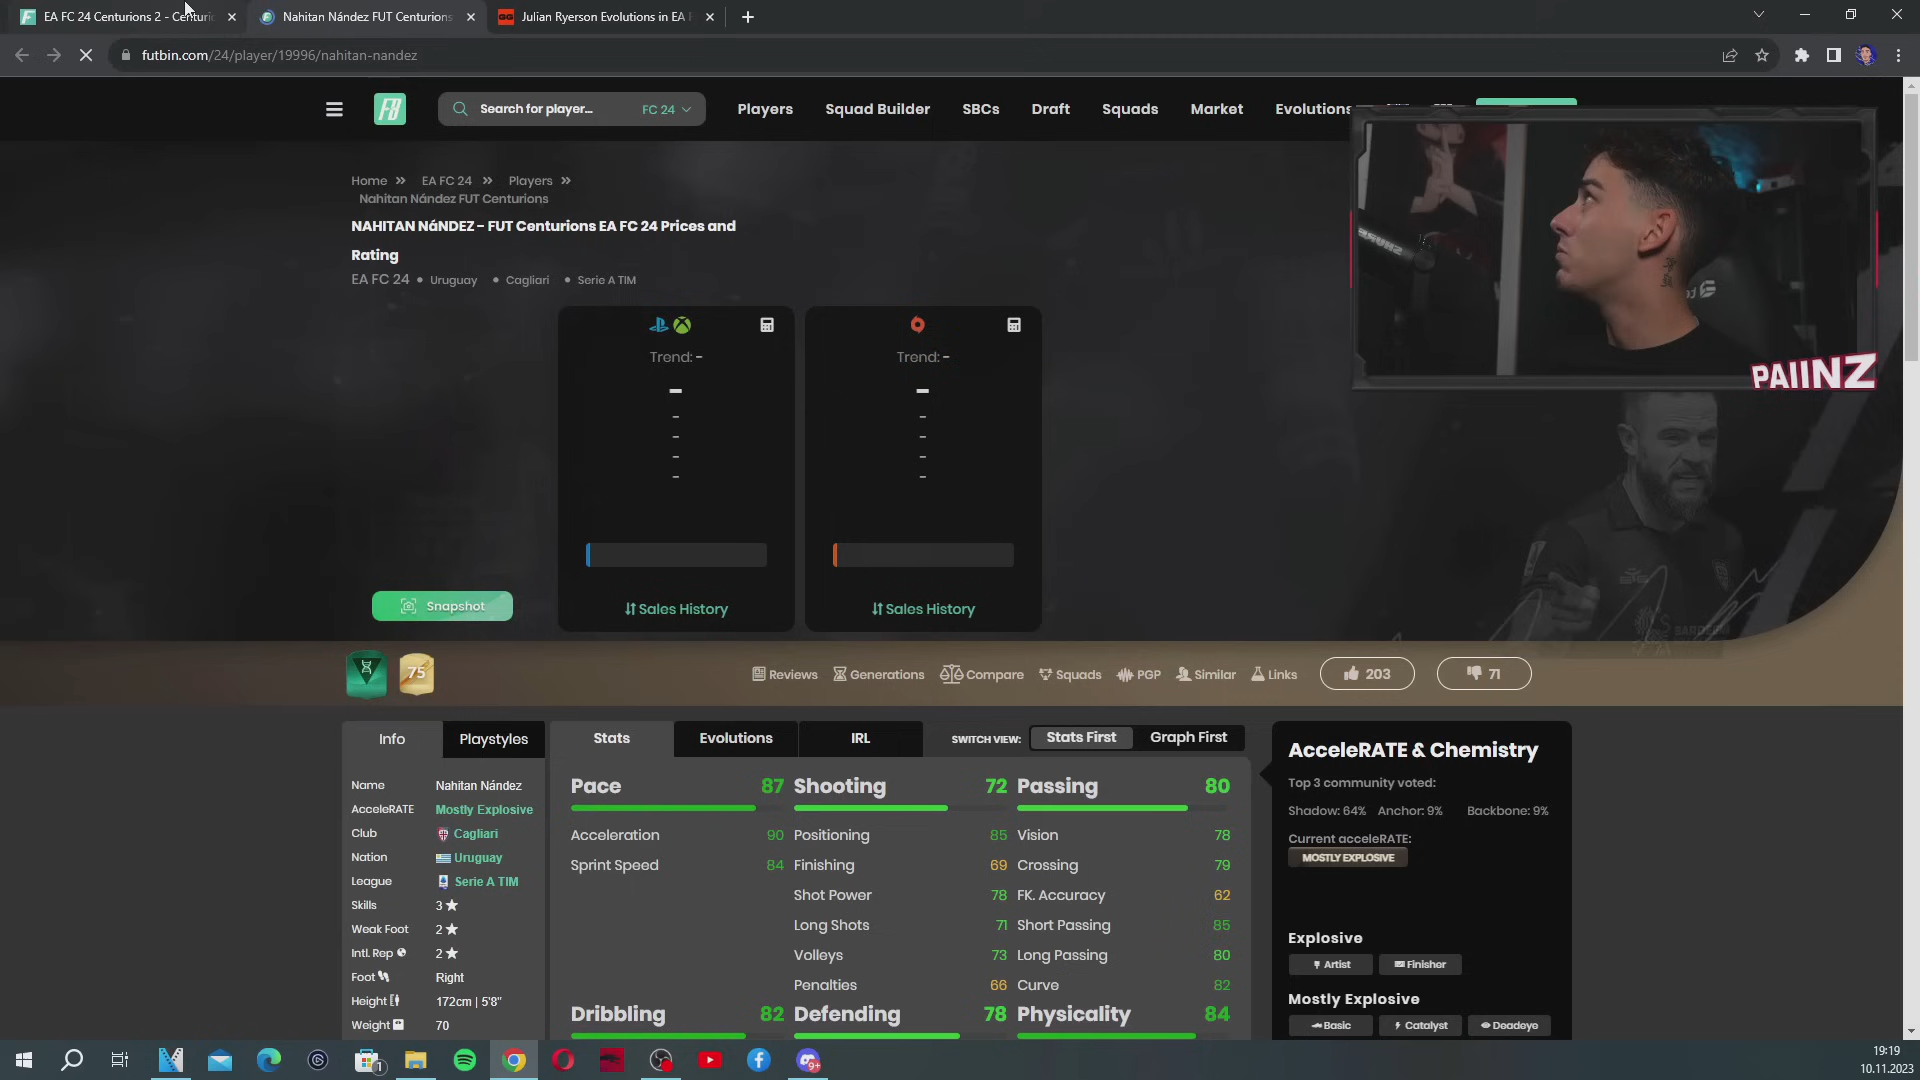 EA FC 24 Centurions 2 - Centuri
Nahitan Nández FUT Centurions
Julian Ryerson Evolutions in EA
futbin.com/24/player/19996/nahitan-nandez
Search for player...
FC 24
Players
Squad Builder
SBCs
Draft
Squads
Market
Evolutions
Home » EA FC 24 » Players »
Nahitan Nández FUT Centurions
NAHITAN NáNDEZ - FUT Centurions EA FC 24 Prices and
Rating
EA FC 24 • Uruguay • Cagliari • Serie A TIM
PAIINZ
Trend: -
-
-
-
-
-
Sales History
Trend: -
-
-
-
-
-
Sales History
Snapshot
75
Reviews
Generations
Compare
Squads
PGP
Similar
Links
203
71
Info
Playstyles
Name Nahitan Nández
AcceleRATE Mostly Explosive
Club Cagliari
Nation Uruguay
League Serie A TIM
Skills 3
Weak Foot 2
Intl. Rep 2
Foot Right
Height 172cm | 5'8"
Weight 70
Stats
Evolutions
IRL
SWITCH VIEW:
Stats First
Graph First
Pace 87
Acceleration 90
Sprint Speed 84
Shooting 72
Positioning 85
Finishing 69
Shot Power 78
Long Shots 71
Volleys 73
Penalties 66
Passing 80
Vision 78
Crossing 79
FK. Accuracy 62
Short Passing 85
Long Passing 80
Curve 82
Dribbling 82
Defending 78
Physicality 84
AcceleRATE & Chemistry
Top 3 community voted:
Shadow: 64% Anchor: 9% Backbone: 9%
Current acceleRATE:
MOSTLY EXPLOSIVE
Explosive
Artist
Finisher
Mostly Explosive
Basic
Catalyst
Deadeye
1
9+
19:19
10.11.2023